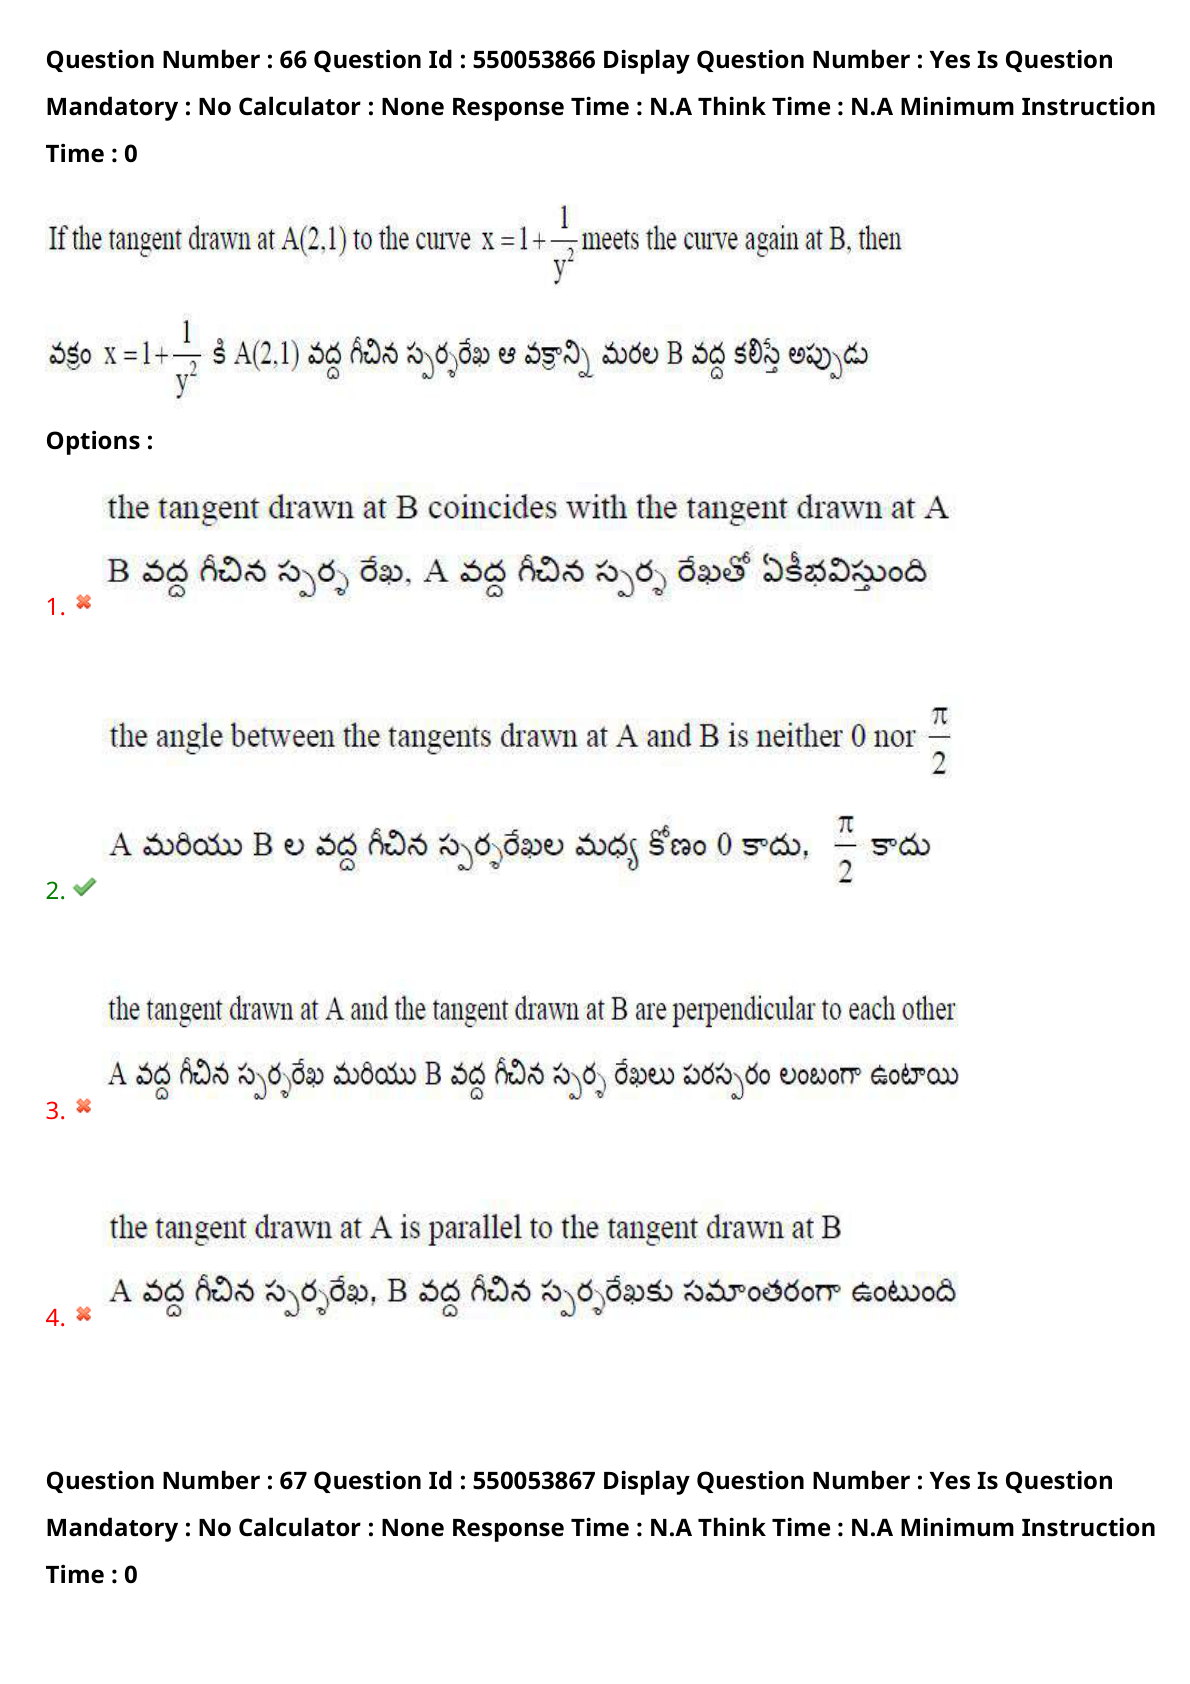 Question Number : 66 Question Id : 550053866 Display Question Number : Yes Is Question
Mandatory : No Calculator : None Response Time : N.A Think Time : N.A Minimum Instruction
Time : 0
If the tangent drawn at A(2,1) to the curve x = 1 + 1/y² meets the curve again at B, then
వక్రం x = 1 + 1/y² కి A(2,1) వద్ద గీచిన స్పర్శరేఖ ఆ వక్రాన్ని మరల B వద్ద కలిస్తే అప్పుడు
Options :
the tangent drawn at B coincides with the tangent drawn at A
B వద్ద గీచిన స్పర్శ రేఖ, A వద్ద గీచిన స్పర్శ రేఖతో ఏకీభవిస్తుంది
1.
the angle between the tangents drawn at A and B is neither 0 nor π/2
A మరియు B ల వద్ద గీచిన స్పర్శరేఖల మధ్య కోణం 0 కాదు, π/2 కాదు
2.
the tangent drawn at A and the tangent drawn at B are perpendicular to each other
A వద్ద గీచిన స్పర్శరేఖ మరియు B వద్ద గీచిన స్పర్శ రేఖలు పరస్పరం లంబంగా ఉంటాయి
3.
the tangent drawn at A is parallel to the tangent drawn at B
A వద్ద గీచిన స్పర్శరేఖ, B వద్ద గీచిన స్పర్శరేఖకు సమాంతరంగా ఉంటుంది
4.
Question Number : 67 Question Id : 550053867 Display Question Number : Yes Is Question
Mandatory : No Calculator : None Response Time : N.A Think Time : N.A Minimum Instruction
Time : 0